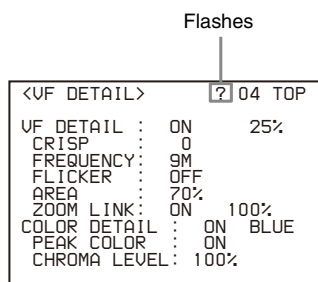 Flashes
<VF DETAIL> ? 04 TOP
VF DETAIL : ON 25%
CRISP 0
FREQUENCY: 9M
FLICKER : OFF
AREA : 70%
ZOOM LINK: ON 100%
COLOR DETAIL : ON BLUE
PEAK COLOR : ON
CHROMA LEVEL: 100%